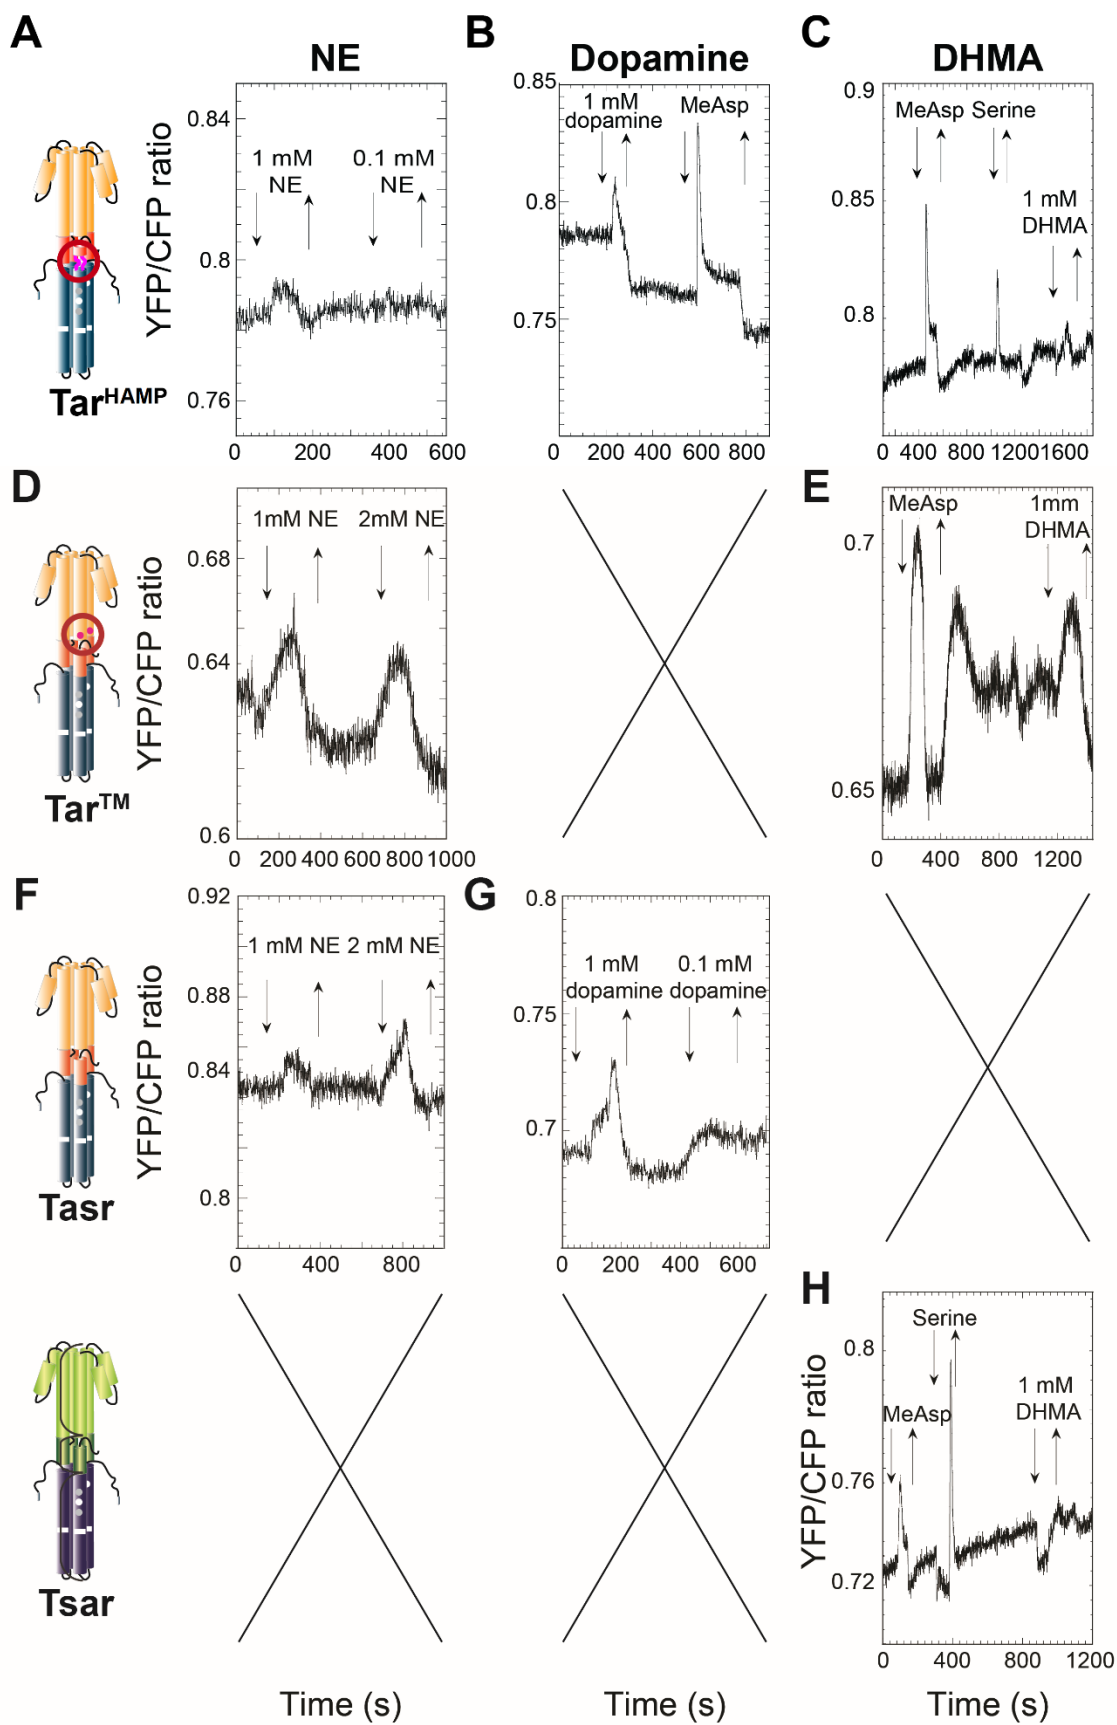 A
NE
B
Dopamine
C
DHMA
YFP/CFP ratio
0.84
0.8
0.76
1 mM
NE
0.1 mM
NE
0 200 400 600
0.85
0.8
0.75
1 mM
dopamine
MeAsp
0 200 400 600 800
0.9
0.85
0.8
MeAsp Serine
1 mM
DHMA
0 400 800 1200 1600
Tar^HAMP
D
YFP/CFP ratio
0.68
0.64
0.6
1mM NE 2mM NE
0 200 400 600 800 1000
E
0.7
0.65
MeAsp
1mm
DHMA
0 400 800 1200
Tar^TM
F
YFP/CFP ratio
0.92
0.88
0.84
0.8
1 mM NE 2 mM NE
0 400 800
G
0.8
0.75
0.7
1 mM
dopamine
0.1 mM
dopamine
0 200 400 600
Tasr
H
YFP/CFP ratio
0.8
0.76
0.72
Serine
MeAsp
1 mM
DHMA
0 400 800 1200
Tsar
Time (s)
Time (s)
Time (s)